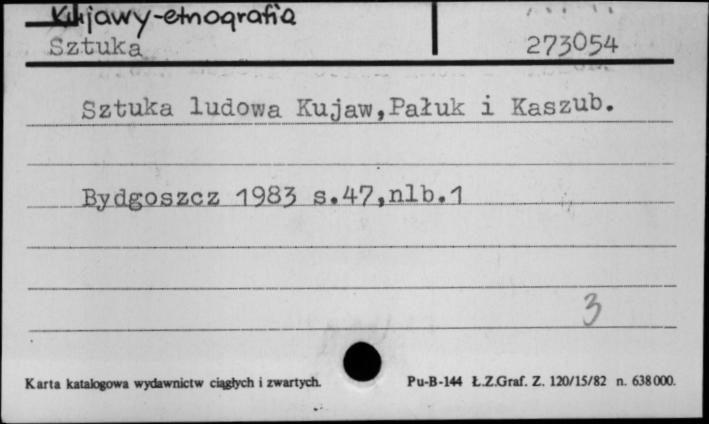 Kujawy-etnografia
Sztuka 273054
Sztuka ludowa Kujaw,Pałuk i Kaszub.
Bydgoszcz 1983 s.47,nlb.1
3
Karta katalogowa wydawnictw ciągłych i zwartych. Pu-B-144 Ł.Z.Graf. Z. 120/15/82 n. 638000.